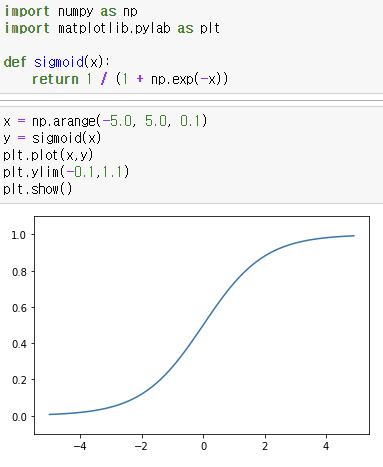 import numpy as np
import matplotlib.pylab as plt
def sigmoid(x):
    return 1 / (1 + np.exp(-x))
x = np.arange(-5.0, 5.0, 0.1)
y = sigmoid(x)
plt.plot(x,y)
plt.ylim(-0.1,1.1)
plt.show()
1.0
0.8
0.6
0.4
0.2
0.0
−4 −2 0 2 4